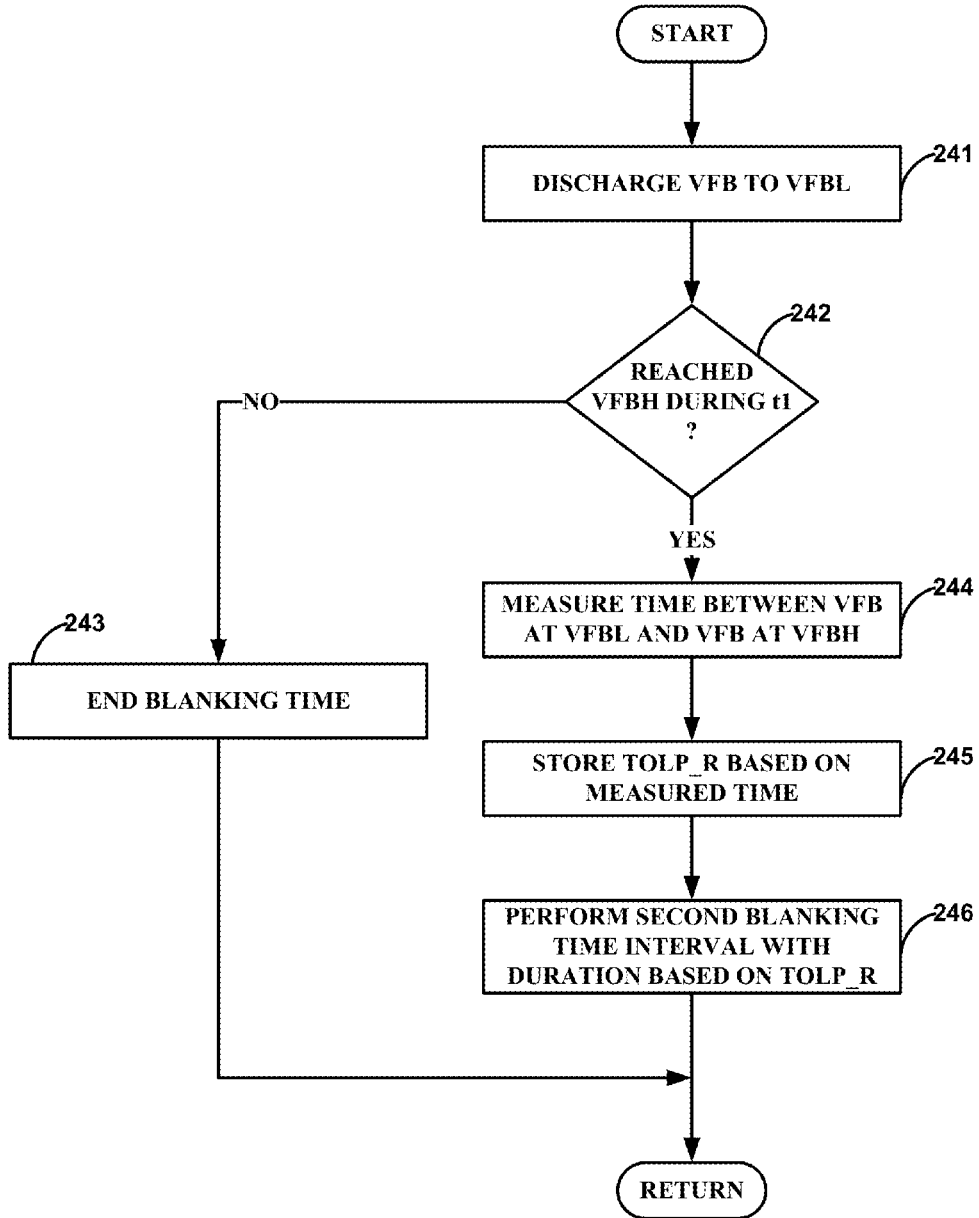 START
DISCHARGE VFB TO VFBL
241
242
REACHED
VFBH DURING t1
?
NO
YES
MEASURE TIME BETWEEN VFB
AT VFBL AND VFB AT VFBH
244
243
END BLANKING TIME
STORE TOLP_R BASED ON
MEASURED TIME
245
PERFORM SECOND BLANKING
TIME INTERVAL WITH
DURATION BASED ON TOLP_R
246
RETURN